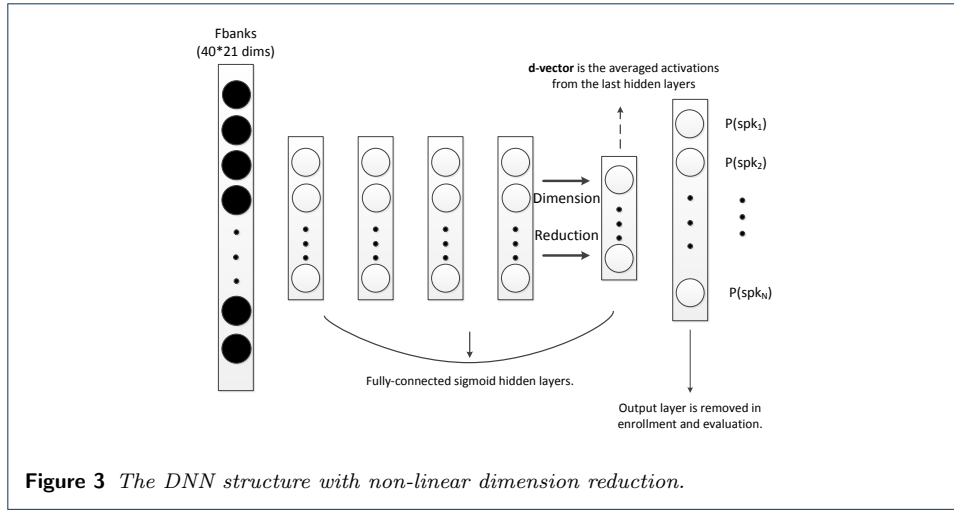 Fbanks
(40*21 dims)
d-vector is the averaged activations
from the last hidden layers
P(spk1)
P(spk2)
Dimension
Reduction
P(spkN)
Fully-connected sigmoid hidden layers.
Output layer is removed in
enrollment and evaluation.
Figure 3 The DNN structure with non-linear dimension reduction.